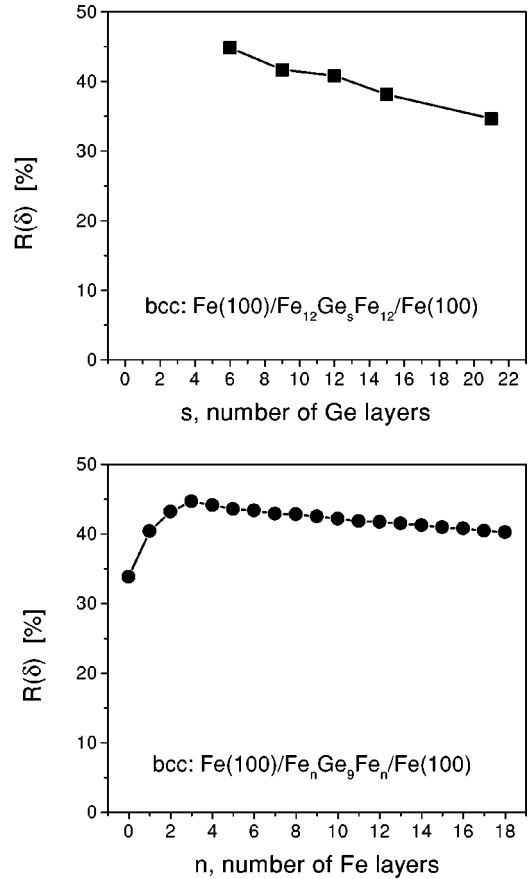 50
40
30
20
10
0
R(δ) [%]
bcc: Fe(100)/Fe₁₂GeₛFe₁₂/Fe(100)
0 2 4 6 8 10 12 14 16 18 20 22
s, number of Ge layers
50
40
30
20
10
0
R(δ) [%]
bcc: Fe(100)/FeₙGe₉Feₙ/Fe(100)
0 2 4 6 8 10 12 14 16 18
n, number of Fe layers